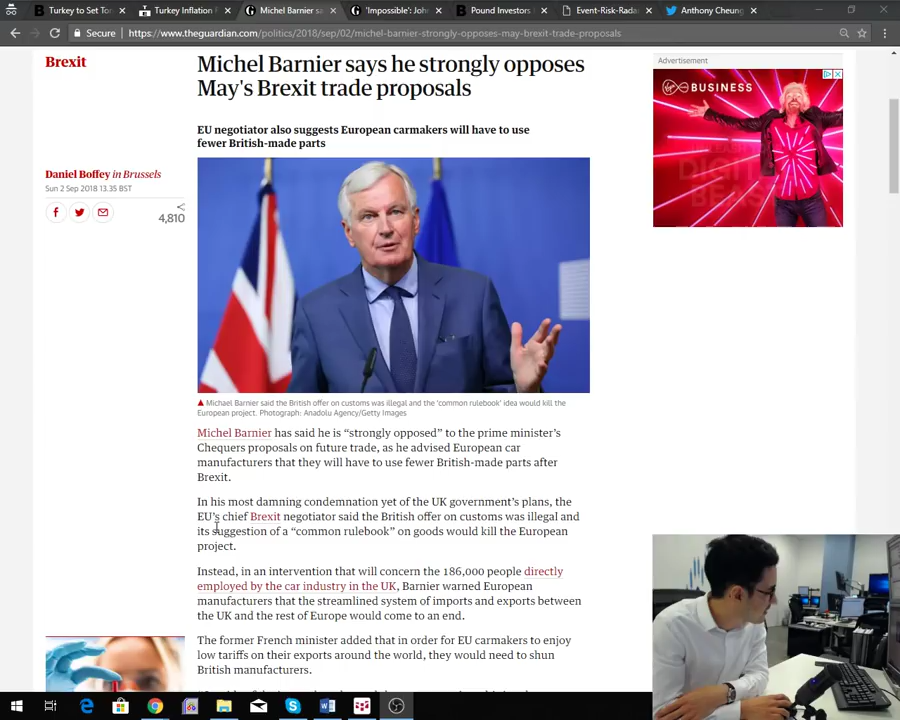 Turkey to Set Tor
Turkey Inflation F
Michel Barnier sa
'Impossible': John
Pound Investors
Event-Risk-Rada
Anthony Cheung
Secure
https://www.theguardian.com/politics/2018/sep/02/michel-barnier-strongly-opposes-may-brexit-trade-proposals
Brexit
Michel Barnier says he strongly opposes
May's Brexit trade proposals
EU negotiator also suggests European carmakers will have to use
fewer British-made parts
Daniel Boffey in Brussels
Sun 2 Sep 2018 13.35 BST
4,810
Michael Barnier said the British offer on customs was illegal and the 'common rulebook' idea would kill the
European project. Photograph: Anadolu Agency/Getty Images
Michel Barnier has said he is “strongly opposed” to the prime minister’s
Chequers proposals on future trade, as he advised European car
manufacturers that they will have to use fewer British-made parts after
Brexit.
In his most damning condemnation yet of the UK government’s plans, the
EU’s chief Brexit negotiator said the British offer on customs was illegal and
its suggestion of a “common rulebook” on goods would kill the European
project.
Instead, in an intervention that will concern the 186,000 people directly
employed by the car industry in the UK, Barnier warned European
manufacturers that the streamlined system of imports and exports between
the UK and the rest of Europe would come to an end.
The former French minister added that in order for EU carmakers to enjoy
low tariffs on their exports around the world, they would need to shun
British manufacturers.
Advertisement
BUSINESS
DIGIT
BEAST